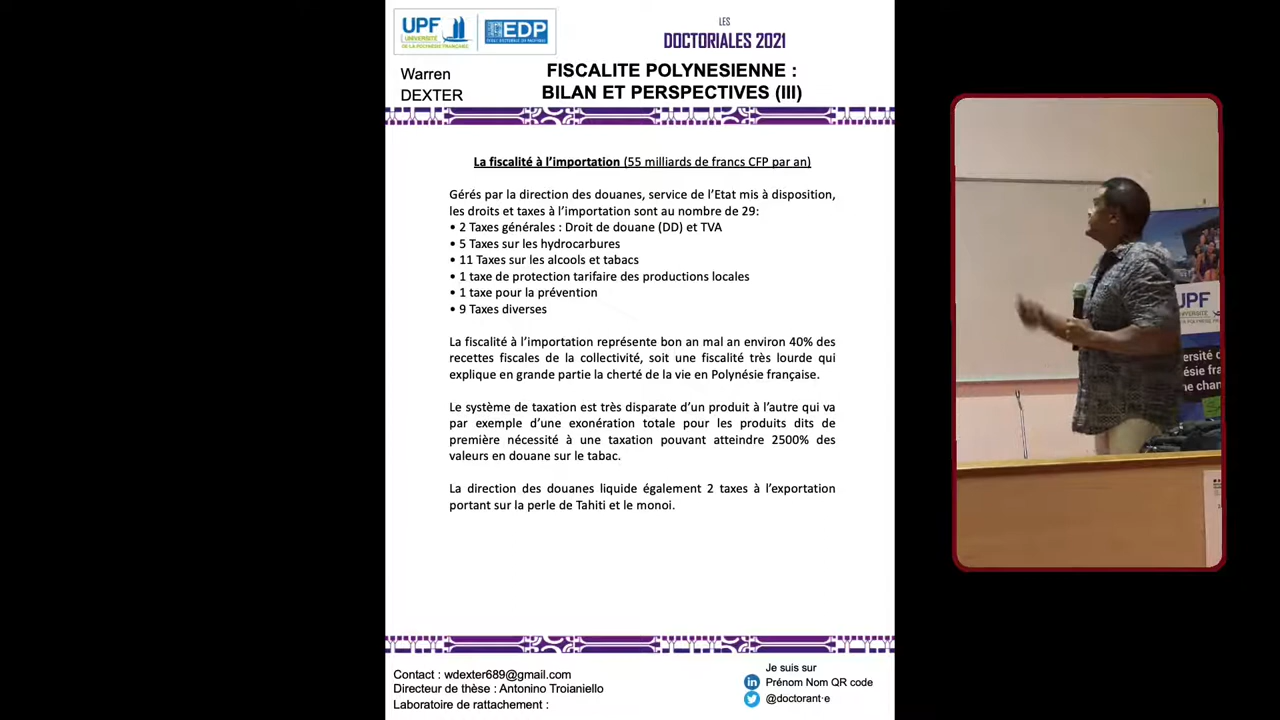 UPF
UNIVERSITÉ
DE LA POLYNÉSIE FRANÇAISE
EDP
ÉCOLE DOCTORALE DU PACIFIQUE
LES
DOCTORIALES 2021
Warren
DEXTER
FISCALITE POLYNESIENNE :
BILAN ET PERSPECTIVES (III)
La fiscalité à l’importation (55 milliards de francs CFP par an)
Gérés par la direction des douanes, service de l’Etat mis à disposition,
les droits et taxes à l’importation sont au nombre de 29:
• 2 Taxes générales : Droit de douane (DD) et TVA
• 5 Taxes sur les hydrocarbures
• 11 Taxes sur les alcools et tabacs
• 1 taxe de protection tarifaire des productions locales
• 1 taxe pour la prévention
• 9 Taxes diverses
La fiscalité à l’importation représente bon an mal an environ 40% des
recettes fiscales de la collectivité, soit une fiscalité très lourde qui
explique en grande partie la cherté de la vie en Polynésie française.
Le système de taxation est très disparate d’un produit à l’autre qui va
par exemple d’une exonération totale pour les produits dits de
première nécessité à une taxation pouvant atteindre 2500% des
valeurs en douane sur le tabac.
La direction des douanes liquide également 2 taxes à l’exportation
portant sur la perle de Tahiti et le monoi.
Contact : wdexter689@gmail.com
Directeur de thèse : Antonino Troianiello
Laboratoire de rattachement :
Je suis sur
in
Prénom Nom QR code
@doctorant·e
UPF